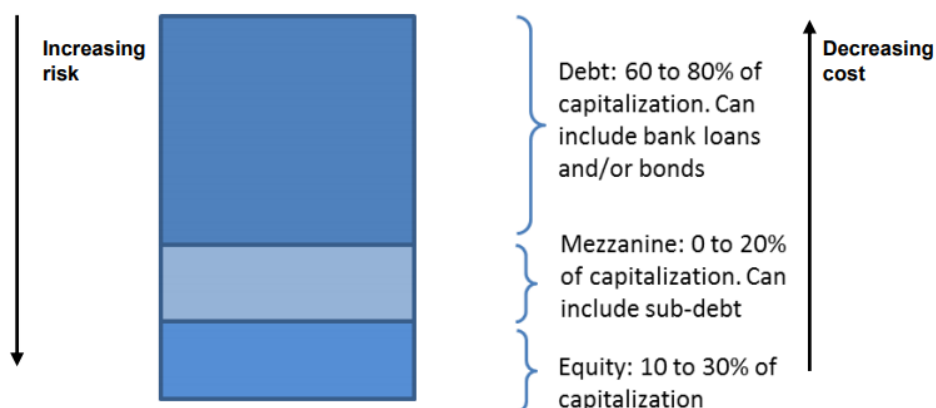 Increasing
risk
Debt: 60 to 80% of
capitalization. Can
include bank loans
and/or bonds
Decreasing
cost
Mezzanine: 0 to 20%
of capitalization. Can
include sub-debt
Equity: 10 to 30% of
capitalization